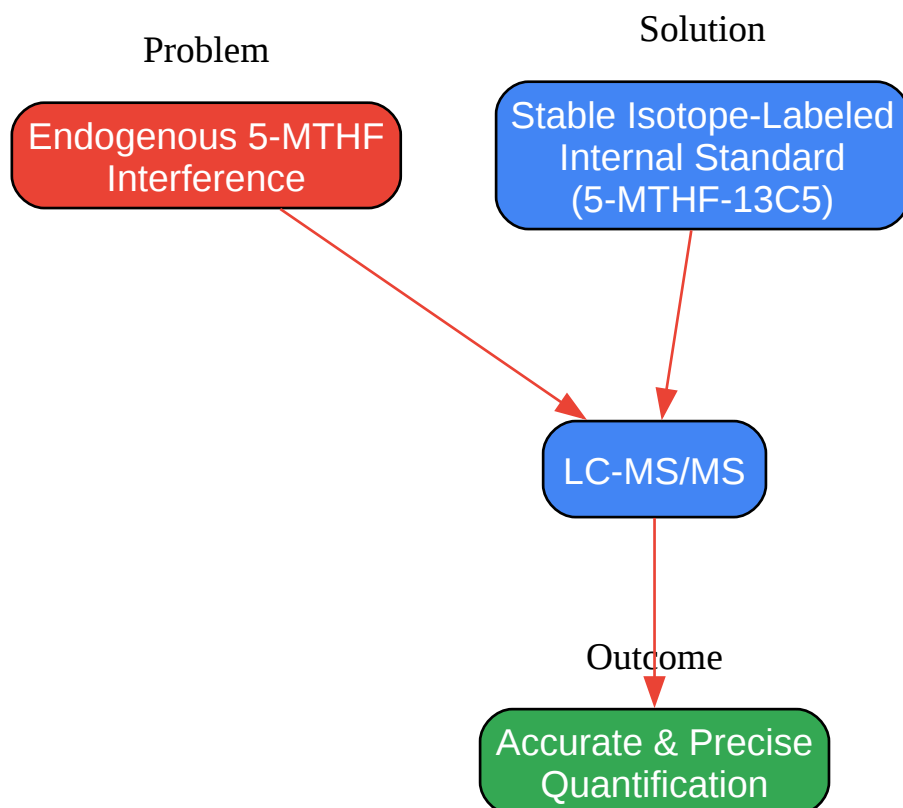 Problem
Solution
Endogenous 5-MTHF
Interference
Stable Isotope-Labeled
Internal Standard
(5-MTHF-13C5)
LC-MS/MS
Outcome
Accurate & Precise
Quantification